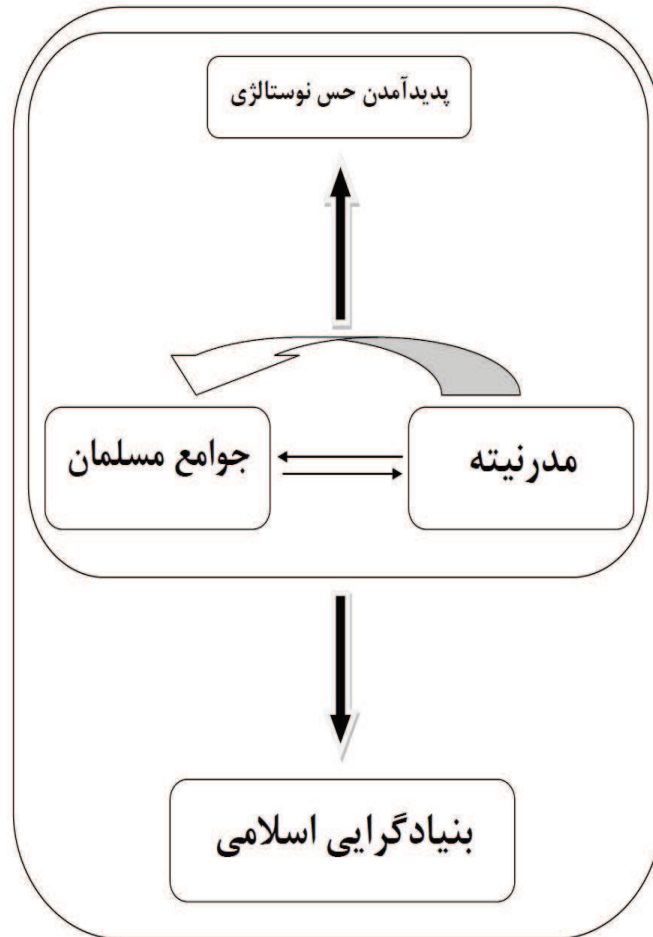 پدیدآمدن حس نوستالژی
مدرنیته
جوامع مسلمان
بنیادگرایی اسلامی